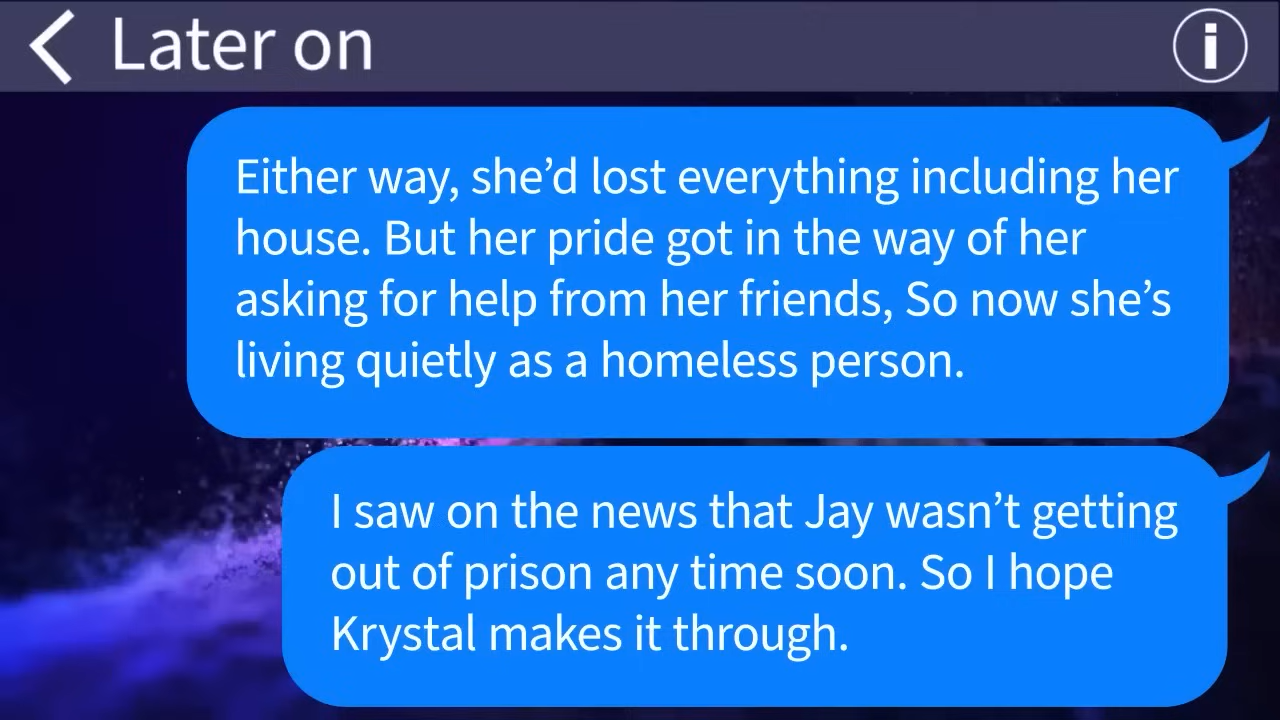 Later on
Either way, she’d lost everything including her
house. But her pride got in the way of her
asking for help from her friends, So now she’s
living quietly as a homeless person.
I saw on the news that Jay wasn’t getting
out of prison any time soon. So I hope
Krystal makes it through.